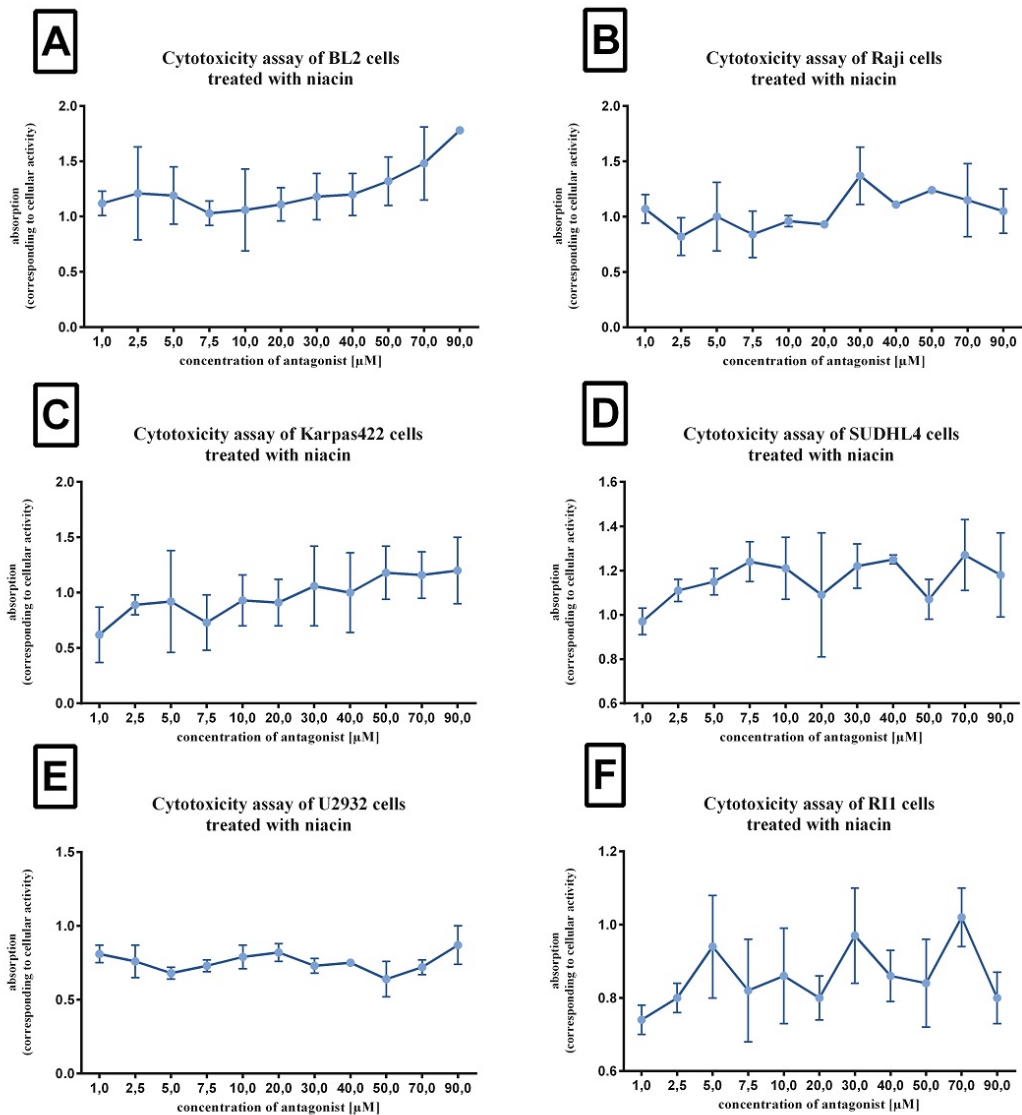 A
Cytotoxicity assay of BL2 cells
treated with niacin
absorption
(corresponding to cellular activity)
2.0
1.5
1.0
0.5
0.0
1,0 2,5 5,0 7,5 10,0 20,0 30,0 40,0 50,0 70,0 90,0
concentration of antagonist [µM]
B
Cytotoxicity assay of Raji cells
treated with niacin
absorption
(corresponding to cellular activity)
2.0
1.5
1.0
0.5
0.0
1,0 2,5 5,0 7,5 10,0 20,0 30,0 40,0 50,0 70,0 90,0
concentration of antagonist [µM]
C
Cytotoxicity assay of Karpas422 cells
treated with niacin
absorption
(corresponding to cellular activity)
2.0
1.5
1.0
0.5
0.0
1,0 2,5 5,0 7,5 10,0 20,0 30,0 40,0 50,0 70,0 90,0
concentration of antagonist [µM]
D
Cytotoxicity assay of SUDHL4 cells
treated with niacin
absorption
(corresponding to cellular activity)
1.6
1.4
1.2
1.0
0.8
0.6
1,0 2,5 5,0 7,5 10,0 20,0 30,0 40,0 50,0 70,0 90,0
concentration of antagonist [µM]
E
Cytotoxicity assay of U2932 cells
treated with niacin
absorption
(corresponding to cellular activity)
1.5
1.0
0.5
0.0
1,0 2,5 5,0 7,5 10,0 20,0 30,0 40,0 50,0 70,0 90,0
concentration of antagonist [µM]
F
Cytotoxicity assay of RI1 cells
treated with niacin
absorption
(corresponding to cellular activity)
1.2
1.0
0.8
0.6
1,0 2,5 5,0 7,5 10,0 20,0 30,0 40,0 50,0 70,0 90,0
concentration of antagonist [µM]